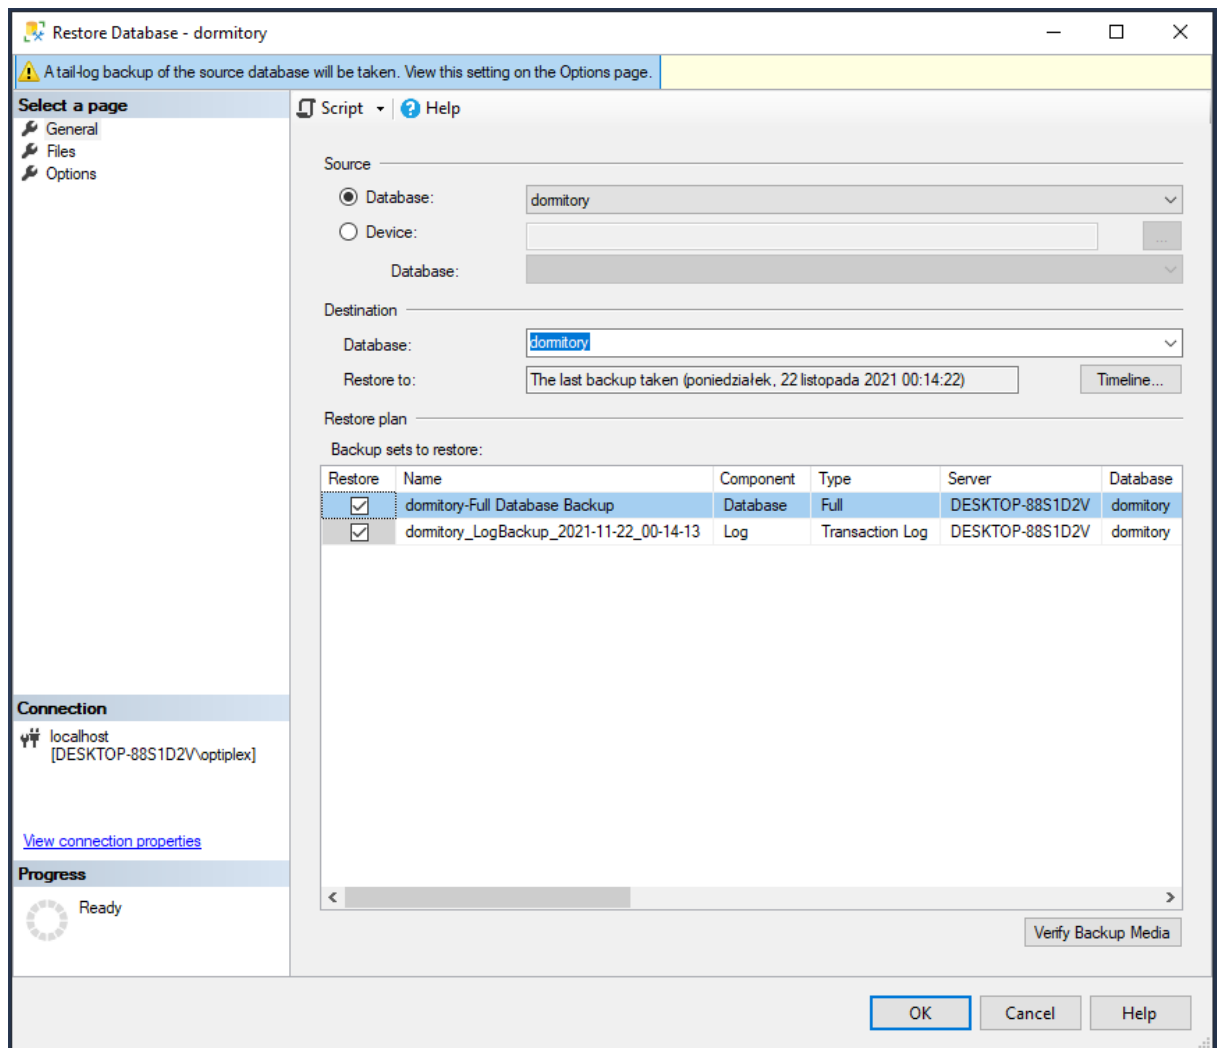 Restore Database - dormitory
A tail-log backup of the source database will be taken. View this setting on the Options page.
Select a page
General
Files
Options
Script
Help
Source
Database: dormitory
Device:
...
Database:
Destination
Database: dormitory
Restore to: The last backup taken (poniedziałek, 22 listopada 2021 00:14:22) Timeline...
Restore plan
Backup sets to restore:
Restore Name Component Type Server Database
dormitory-Full Database Backup Database Full DESKTOP-88S1D2V dormitory
dormitory_LogBackup_2021-11-22_00-14-13 Log Transaction Log DESKTOP-88S1D2V dormitory
Connection
localhost
[DESKTOP-88S1D2V\optiplex]
View connection properties
Progress
Ready
Verify Backup Media
OK Cancel Help